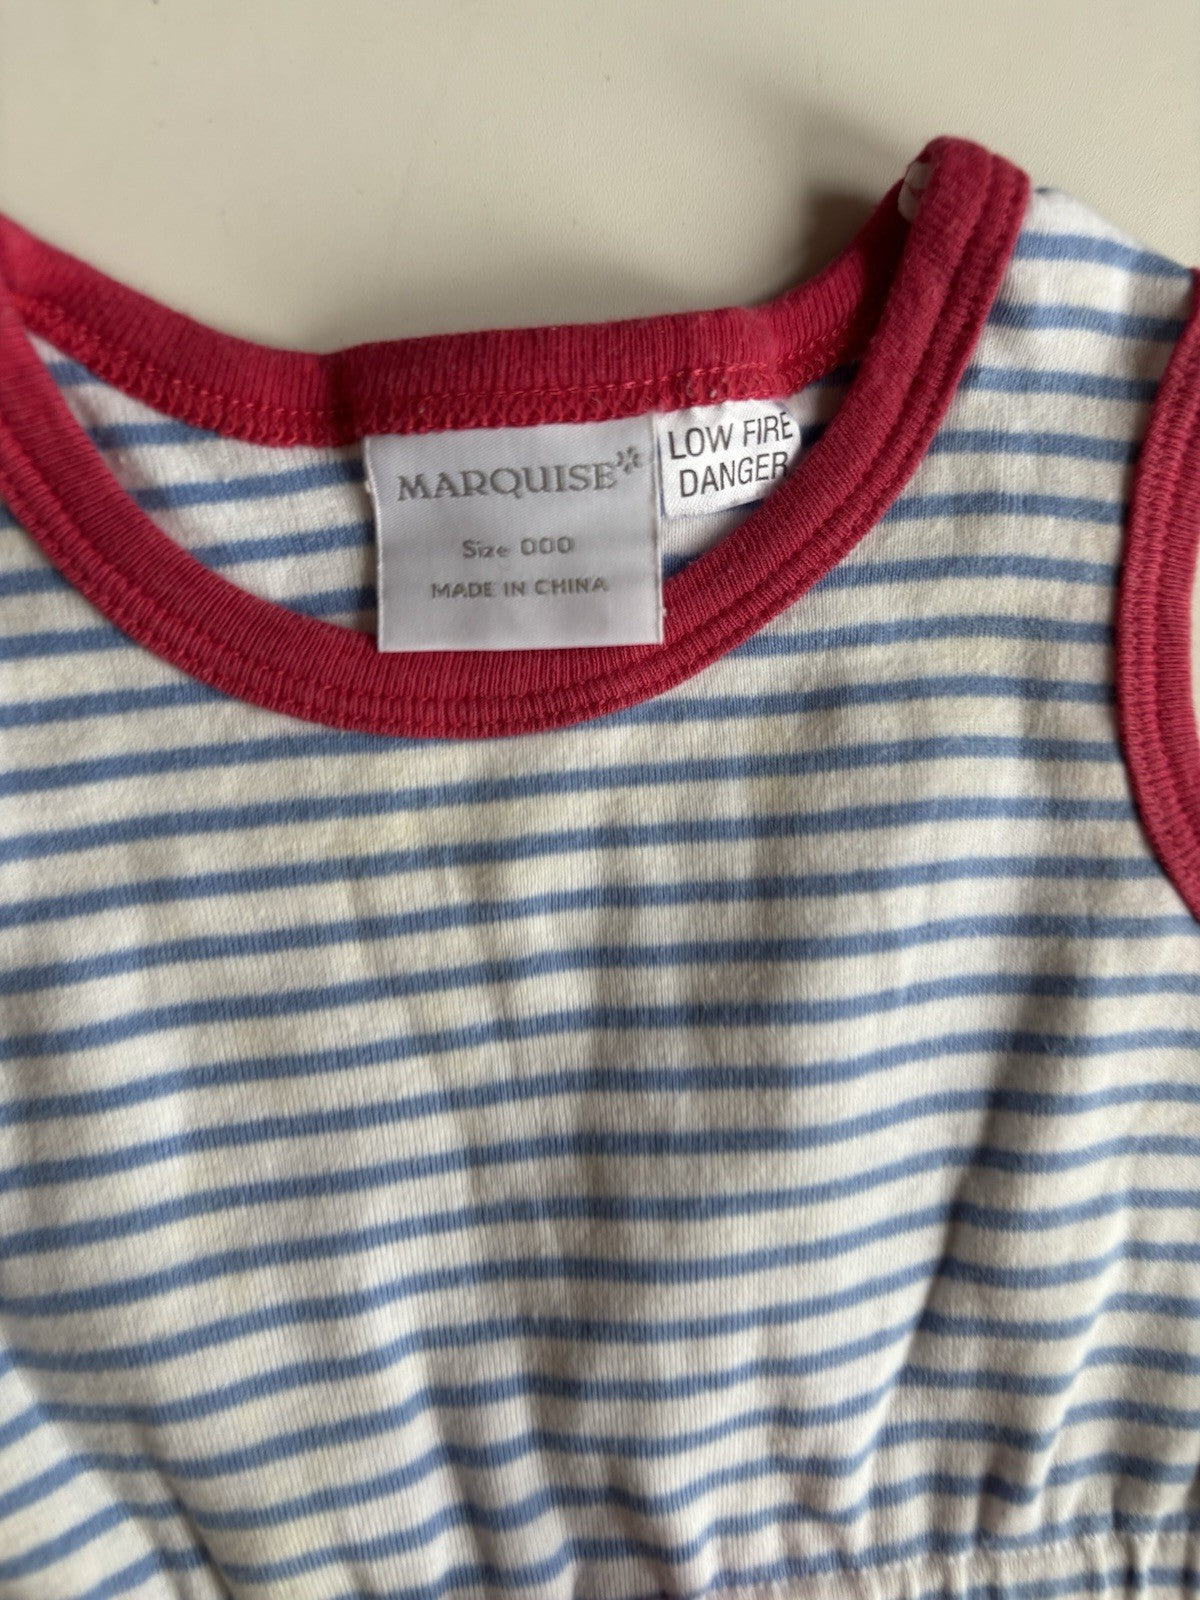 MARQUISE
Size 000
MADE IN CHINA
LOW FIRE
DANGER